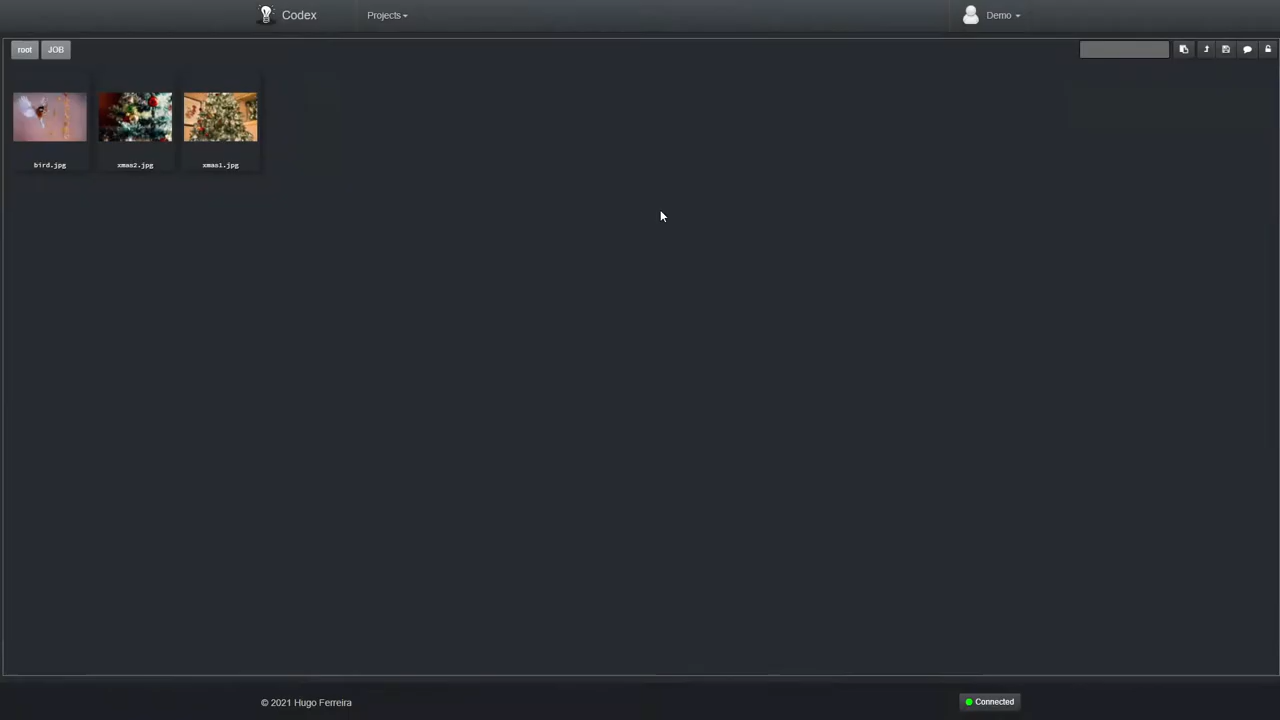 Codex Projects Demo
root JOB
bird.jpg xmas2.jpg xmas1.jpg
© 2021 Hugo Ferreira Connected